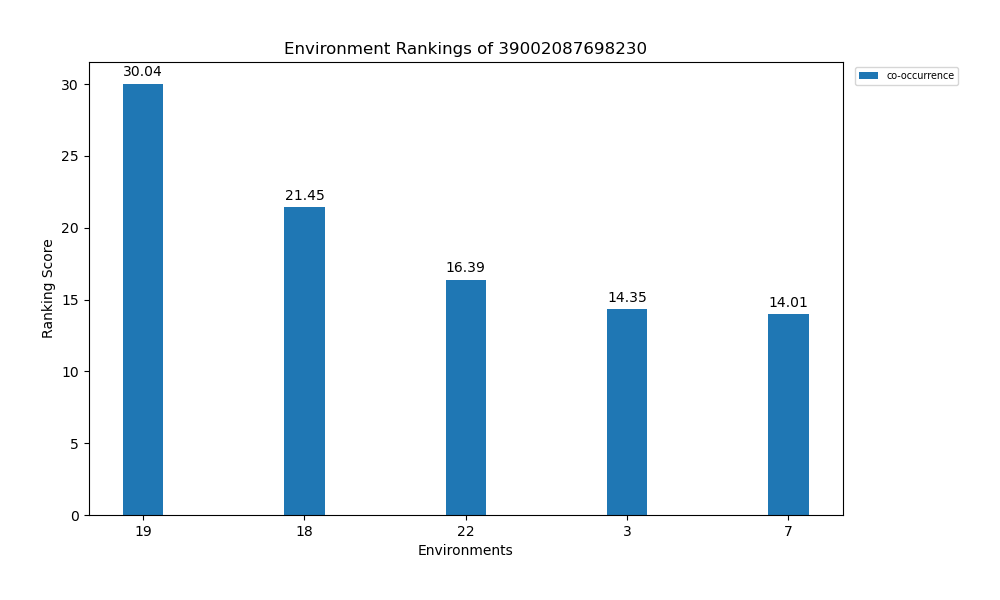 Environment Rankings of 39002087698230
co-occurrence
30.04
21.45
16.39
14.35
14.01
Ranking Score
30
25
20
15
10
5
0
19 18 22 3 7
Environments